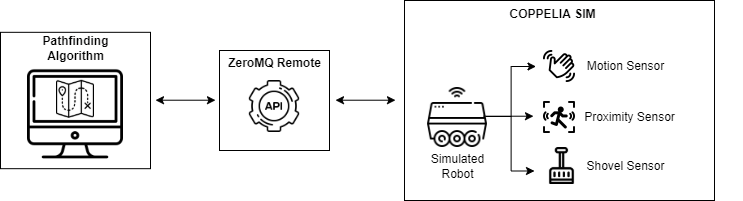 Pathfinding
Algorithm
ZeroMQ Remote
API
COPPELIA SIM
Simulated
Robot
Motion Sensor
Proximity Sensor
Shovel Sensor